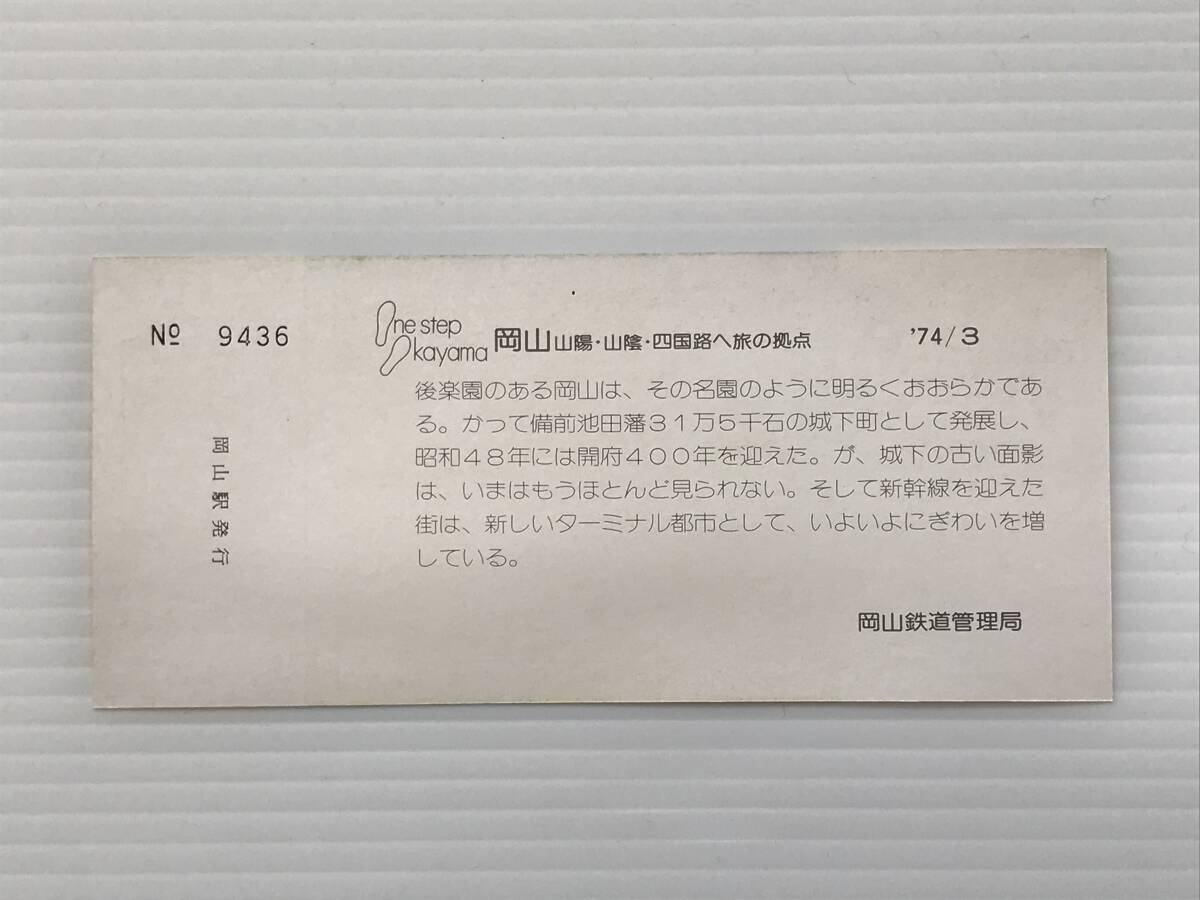 № 9436
One step Okayama
岡山 山陽・山陰・四国路へ旅の拠点
'74/3
後楽園のある岡山は、その名園のように明るくおおらかであ
る。かって備前池田藩31万5千石の城下町として発展し、
昭和48年には開府400年を迎えた。が、城下の古い面影
は、いまはもうほとんど見られない。そして新幹線を迎えた
街は、新しいターミナル都市として、いよいよにぎわいを増
している。
岡山駅発行
岡山鉄道管理局